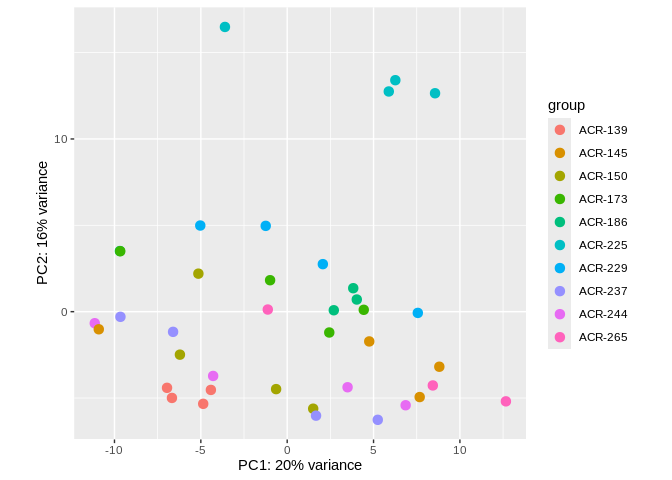 PC2: 16% variance
10
0
-10
-5
0
5
10
PC1: 20% variance
group
ACR-139
ACR-145
ACR-150
ACR-173
ACR-186
ACR-225
ACR-229
ACR-237
ACR-244
ACR-265